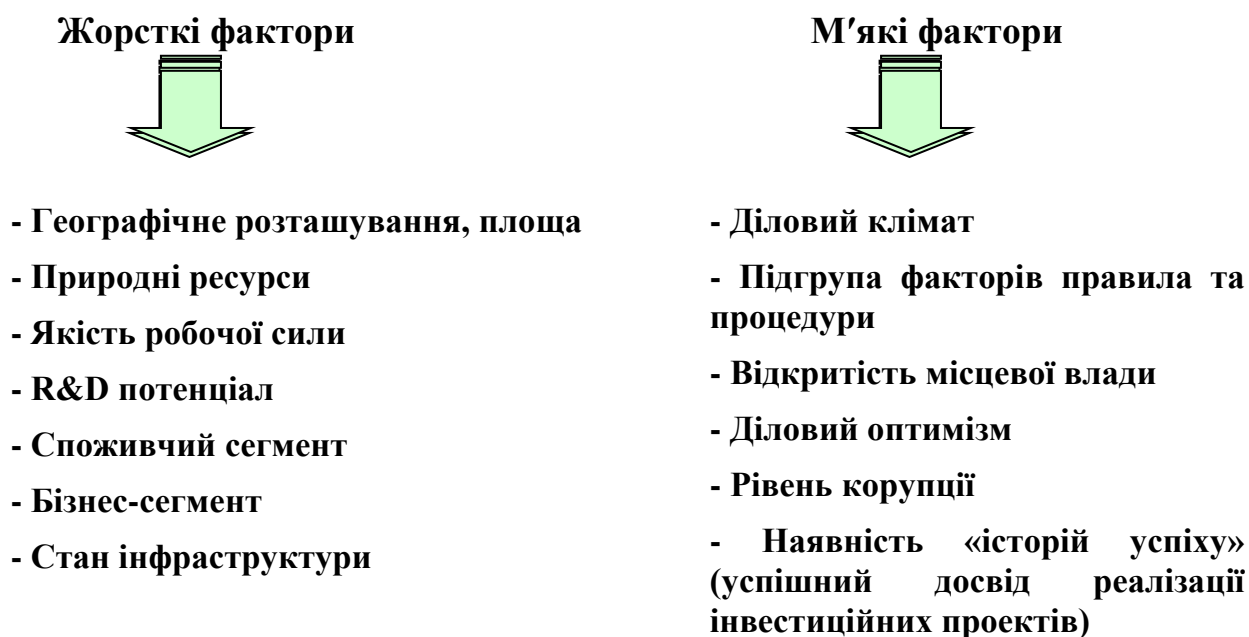 Жорсткі фактори
- Географічне розташування, площа
- Природні ресурси
- Якість робочої сили
- R&D потенціал
- Споживчий сегмент
- Бізнес-сегмент
- Стан інфраструктури
М′які фактори
- Діловий клімат
- Підгрупа факторів правила та
процедури
- Відкритість місцевої влади
- Діловий оптимізм
- Рівень корупції
- Наявність «історій успіху»
(успішний досвід реалізації
інвестиційних проектів)